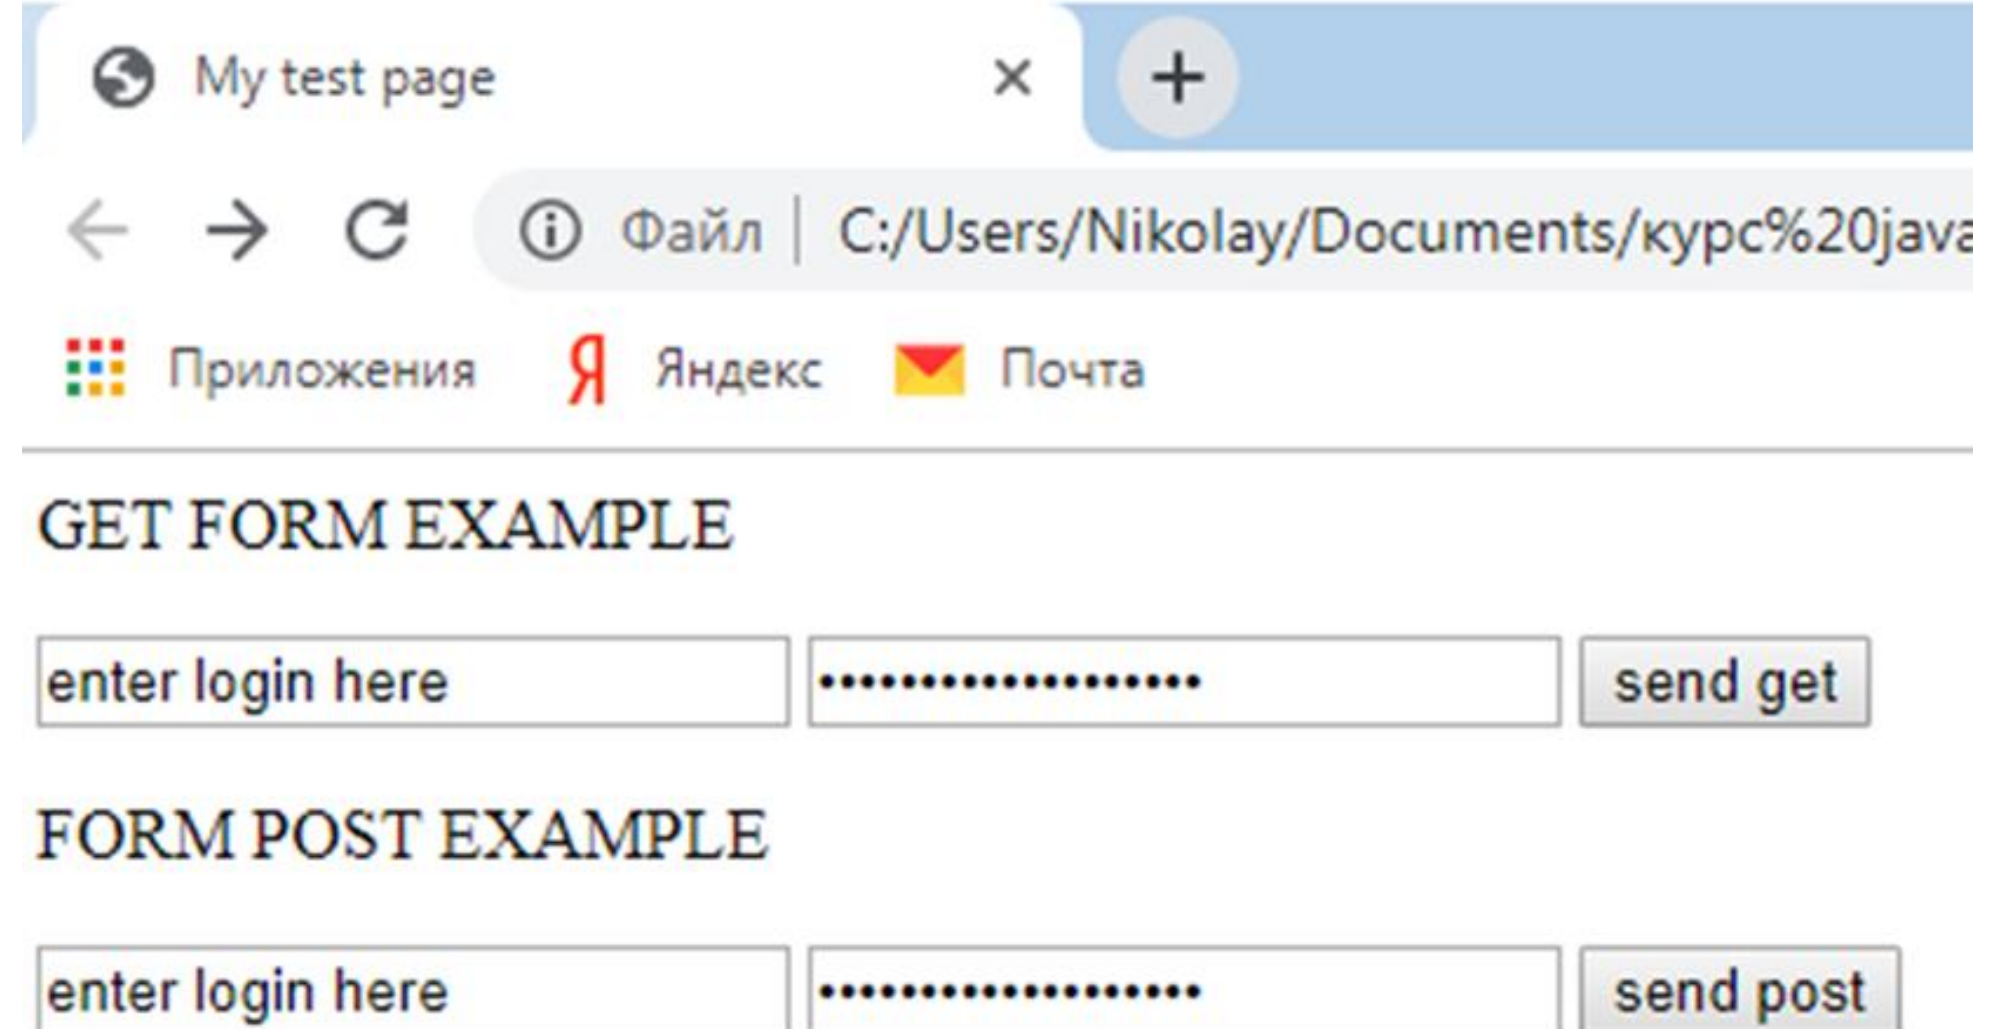 My test page
Файл | C:/Users/Nikolay/Documents/курс%20java
Приложения Я Яндекс Почта
GET FORM EXAMPLE
enter login here ••••••••••••••••••• send get
FORM POST EXAMPLE
enter login here ••••••••••••••••••• send post